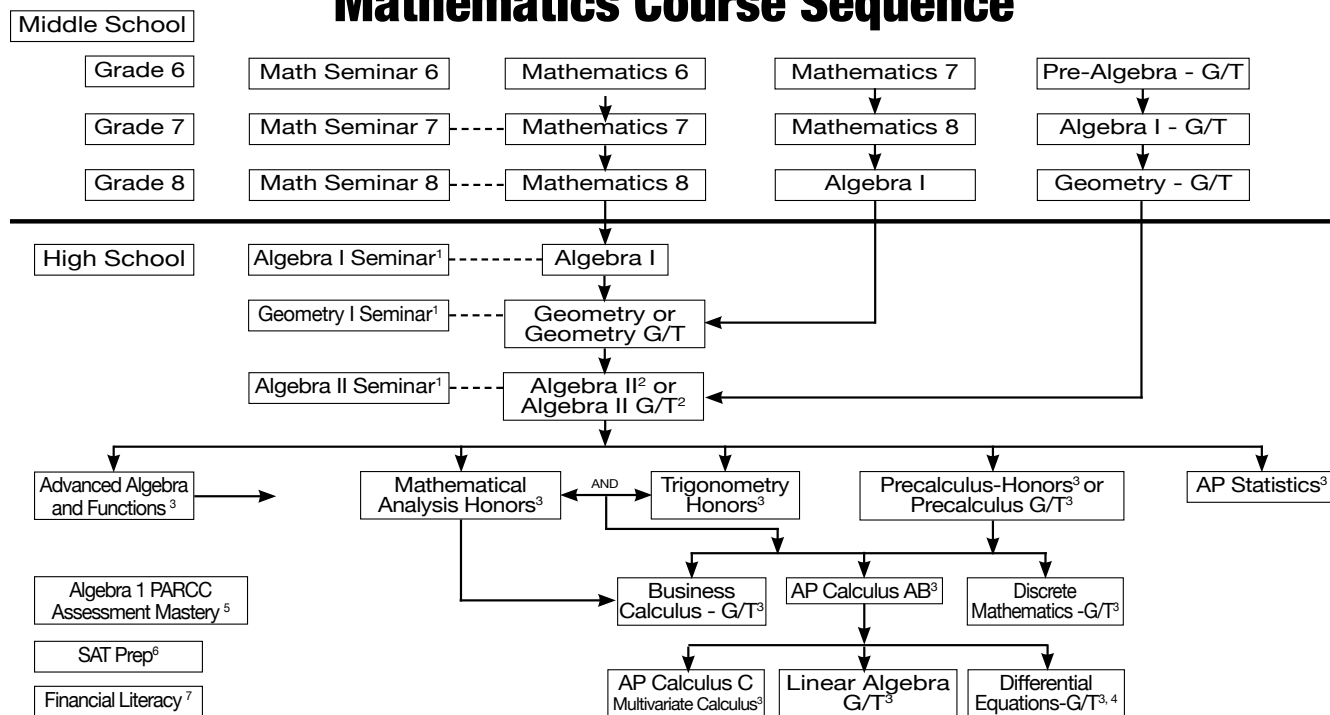 Mathematics Course Sequence
Middle School
Grade 6
Math Seminar 6
Mathematics 6
Mathematics 7
Pre-Algebra - G/T
Grade 7
Math Seminar 7
Mathematics 7
Mathematics 8
Algebra I - G/T
Grade 8
Math Seminar 8
Mathematics 8
Algebra I
Geometry - G/T
High School
Algebra I Seminar¹
Algebra I
Geometry I Seminar¹
Geometry or
Geometry G/T
Algebra II Seminar¹
Algebra II² or
Algebra II G/T²
Advanced Algebra
and Functions ³
Mathematical
Analysis Honors³
AND
Trigonometry
Honors³
Precalculus-Honors³ or
Precalculus G/T³
AP Statistics³
Algebra 1 PARCC
Assessment Mastery ⁵
Business
Calculus - G/T³
AP Calculus AB³
Discrete
Mathematics -G/T³
SAT Prep⁶
Financial Literacy ⁷
AP Calculus C
Multivariate Calculus³
Linear Algebra
G/T³
Differential
Equations-G/T³, ⁴